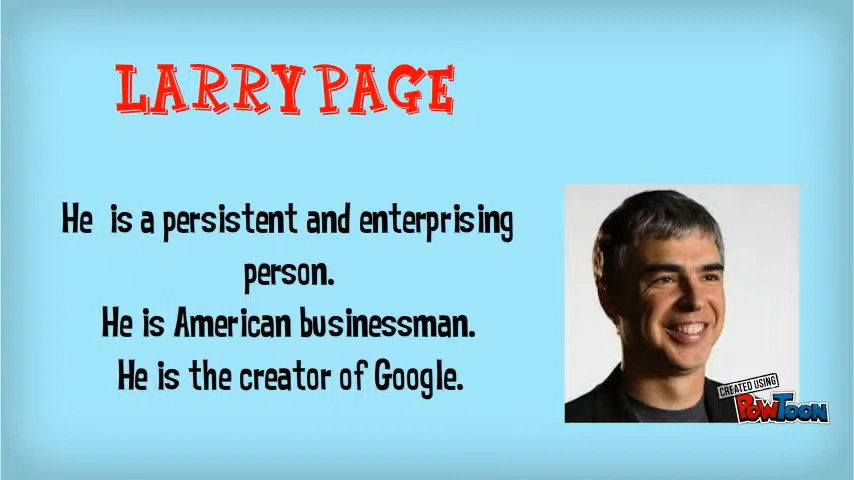 LARRY PAGE
He is a persistent and enterprising
person.
He is American businessman.
He is the creator of Google.
CREATED USING
POWTOON